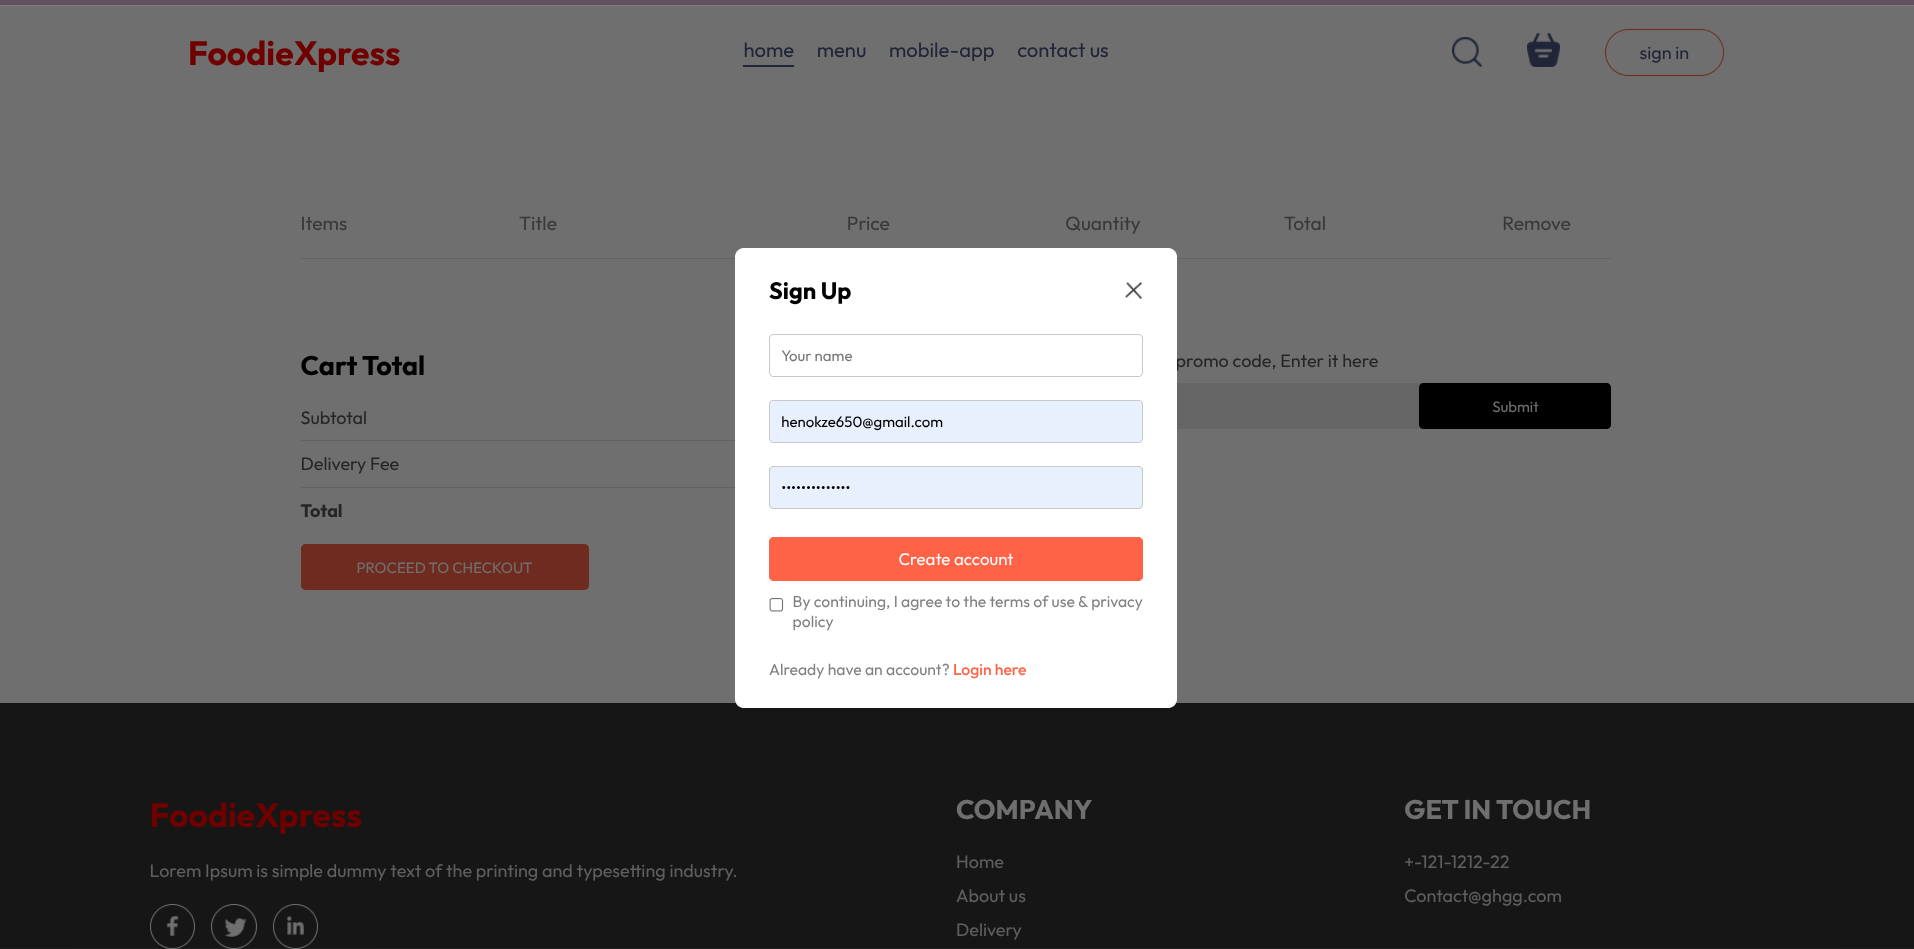 FoodieXpress
home menu mobile-app contact us
sign in
Items Title Price Quantity Total Remove
Sign Up
Your name
henokze650@gmail.com
••••••••••••••
Create account
By continuing, I agree to the terms of use & privacy
policy
Already have an account? Login here
Cart Total
Subtotal
Delivery Fee
Total
PROCEED TO CHECKOUT
promo code, Enter it here
Submit
FoodieXpress
Lorem Ipsum is simple dummy text of the printing and typesetting industry.
COMPANY
Home
About us
Delivery
GET IN TOUCH
+-121-1212-22
Contact@ghgg.com